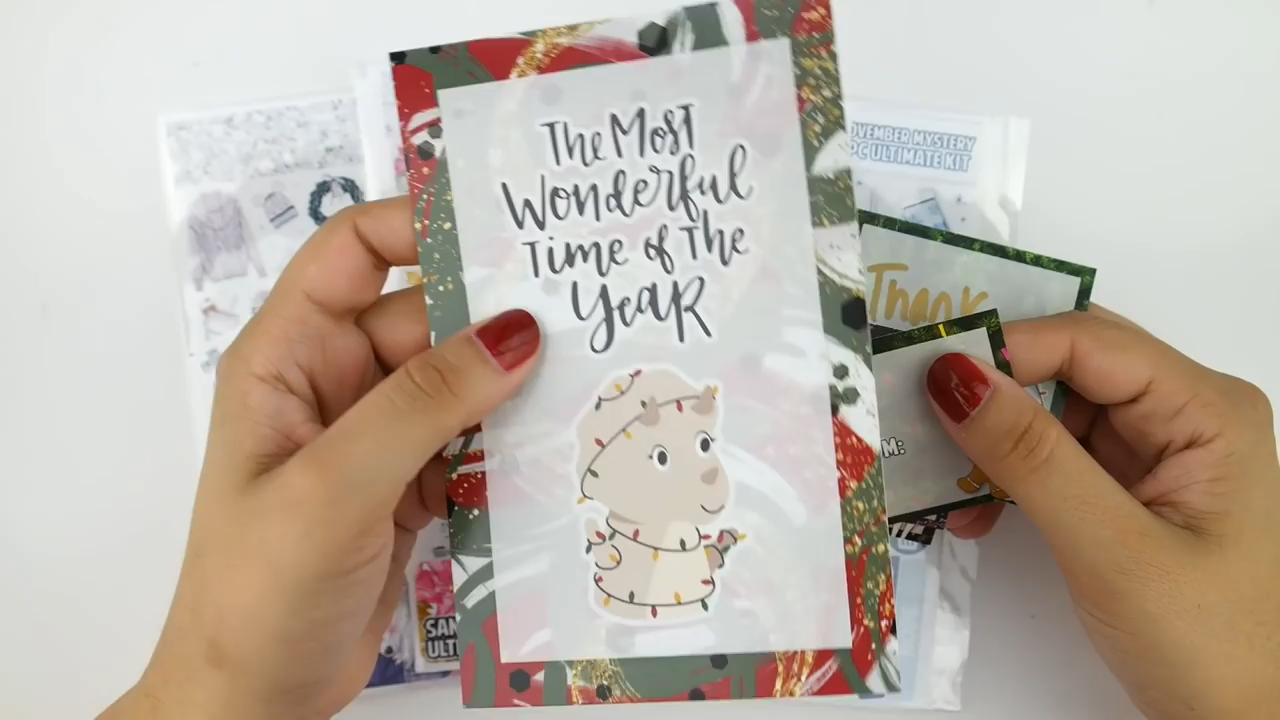 The Most
Wonderful
Time of The
Year
OVEMBER MYSTERY
PC ULTIMATE KIT
Thank
M:
SAN
ULTI